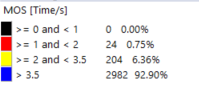 MOS [Time/s]
>= 0 and < 1 0 0.00%
>= 1 and < 2 24 0.75%
>= 2 and < 3.5 204 6.36%
> 3.5 2982 92.90%